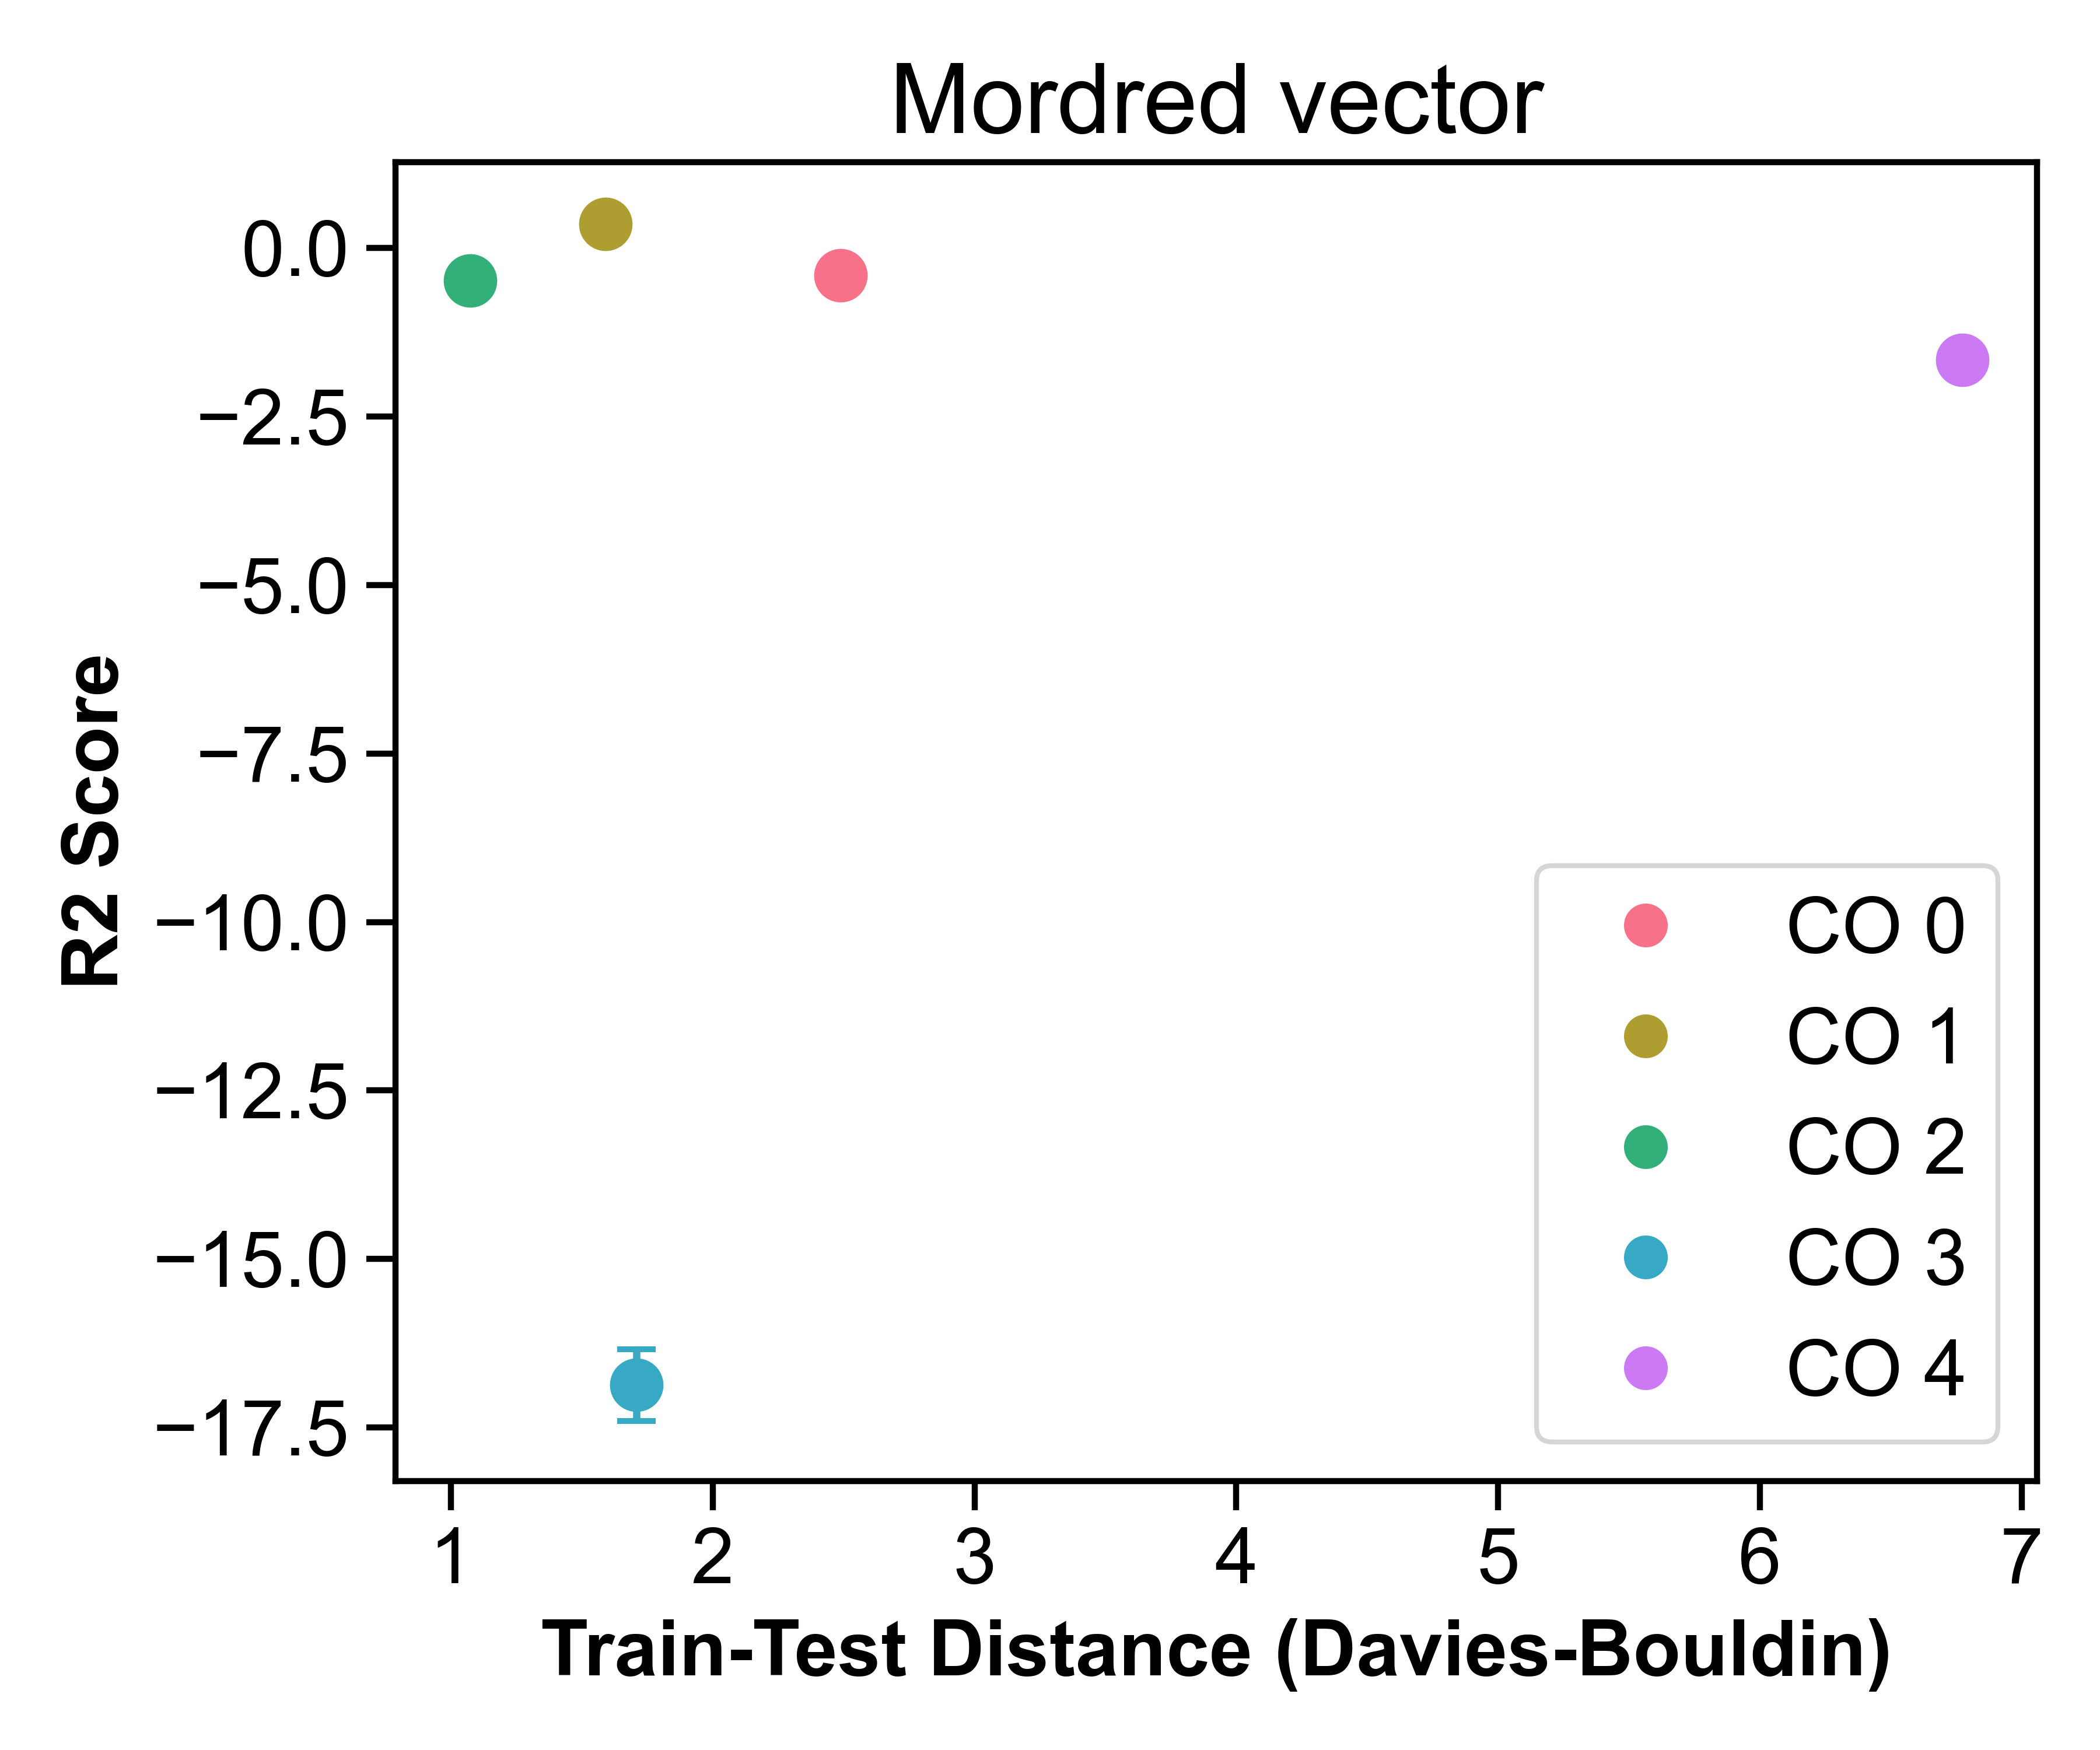 Mordred vector
0.0
−2.5
−5.0
−7.5
−10.0
−12.5
−15.0
−17.5
R2 Score
CO 0
CO 1
CO 2
CO 3
CO 4
1 2 3 4 5 6 7
Train-Test Distance (Davies-Bouldin)